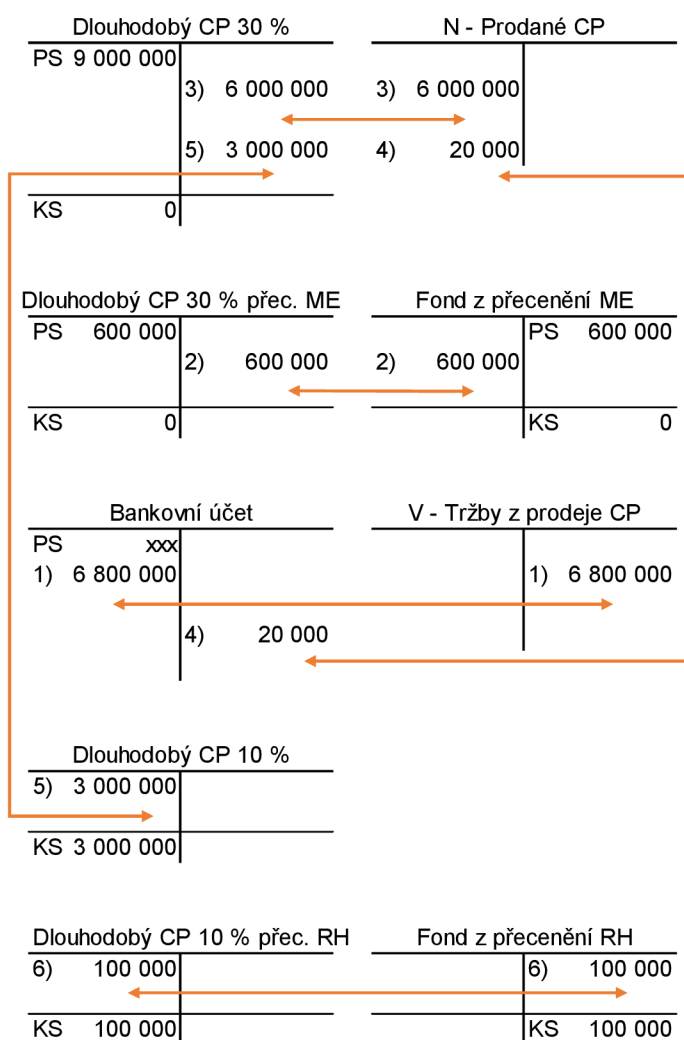 Dlouhodobý CP 30 % N - Prodané CP
PS 9 000 000
3) 6 000 000 3) 6 000 000
5) 3 000 000 4) 20 000
KS 0
Dlouhodobý CP 30 % přec. ME Fond z přecenění ME
PS 600 000 PS 600 000
2) 600 000 2) 600 000
KS 0 KS 0
Bankovní účet V - Tržby z prodeje CP
PS xxx
1) 6 800 000 1) 6 800 000
4) 20 000
Dlouhodobý CP 10 %
5) 3 000 000
KS 3 000 000
Dlouhodobý CP 10 % přec. RH Fond z přecenění RH
6) 100 000 6) 100 000
KS 100 000 KS 100 000